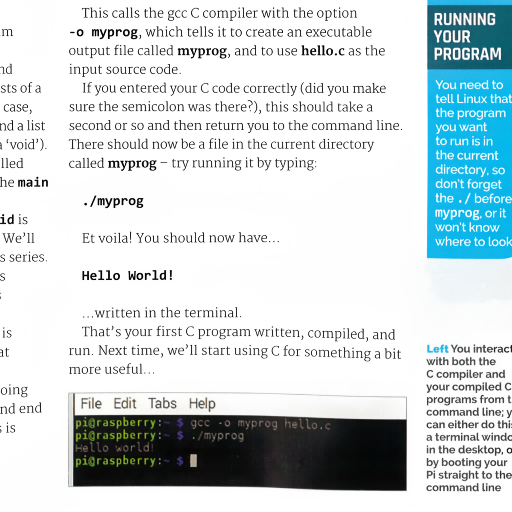 m
nd
sts of a
case,
nd a list
a ‘void’).
lled
he main
id is
We’ll
s series.
s
s
is
at
oing
nd end
s is
This calls the gcc C compiler with the option
-o myprog, which tells it to create an executable
output file called myprog, and to use hello.c as the
input source code.
If you entered your C code correctly (did you make
sure the semicolon was there?), this should take a
second or so and then return you to the command line.
There should now be a file in the current directory
called myprog – try running it by typing:
./myprog
Et voila! You should now have…
Hello World!
…written in the terminal.
That’s your first C program written, compiled, and
run. Next time, we’ll start using C for something a bit
more useful…
File Edit Tabs Help
pi@raspberry:~ $ gcc -o myprog hello.c
pi@raspberry:~ $ ./myprog
Hello world!
pi@raspberry:~ $
RUNNING
YOUR
PROGRAM
You need to
tell Linux that
the program
you want
to run is in
the current
directory, so
don’t forget
the ./ before
myprog, or it
won’t know
where to look
Left You interact
with both the
C compiler and
your compiled C
programs from t
command line; y
can either do this
a terminal windo
in the desktop, o
by booting your
Pi straight to the
command line